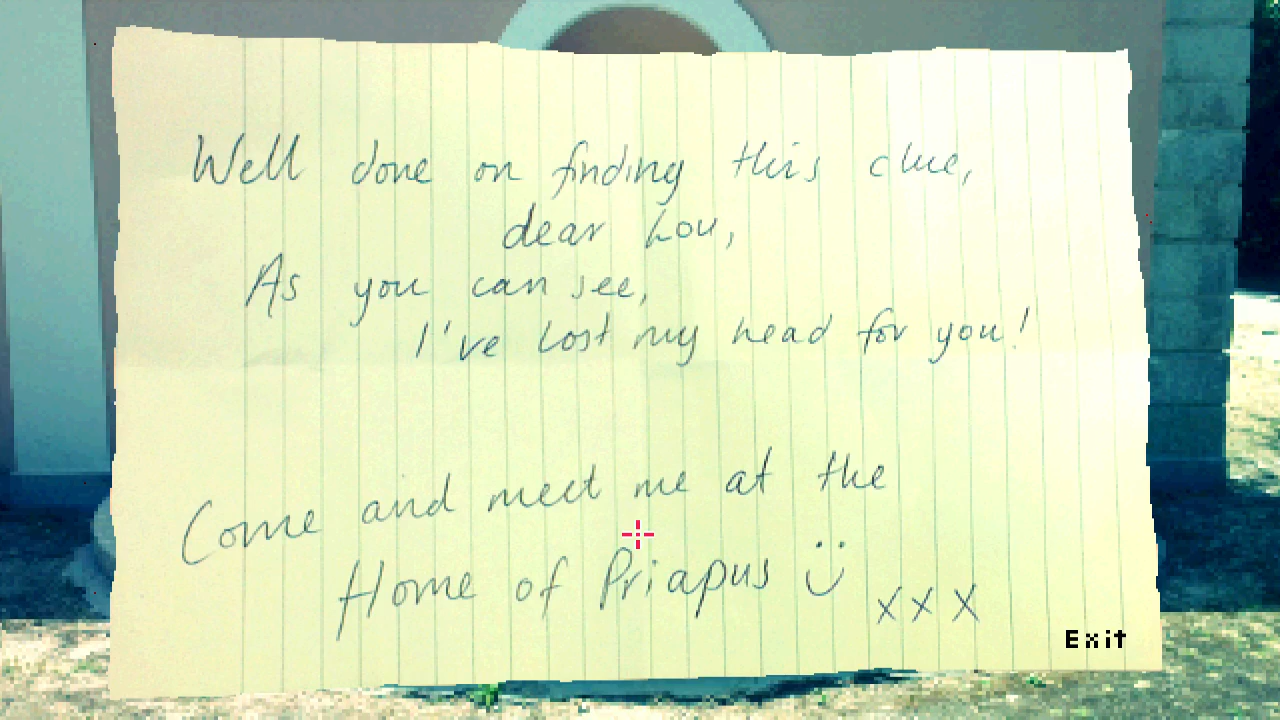 Well done on finding this clue,
dear Lou,
As you can see,
I've lost my head for you!
Come and meet me at the
Home of Priapus ü xxx
Exit